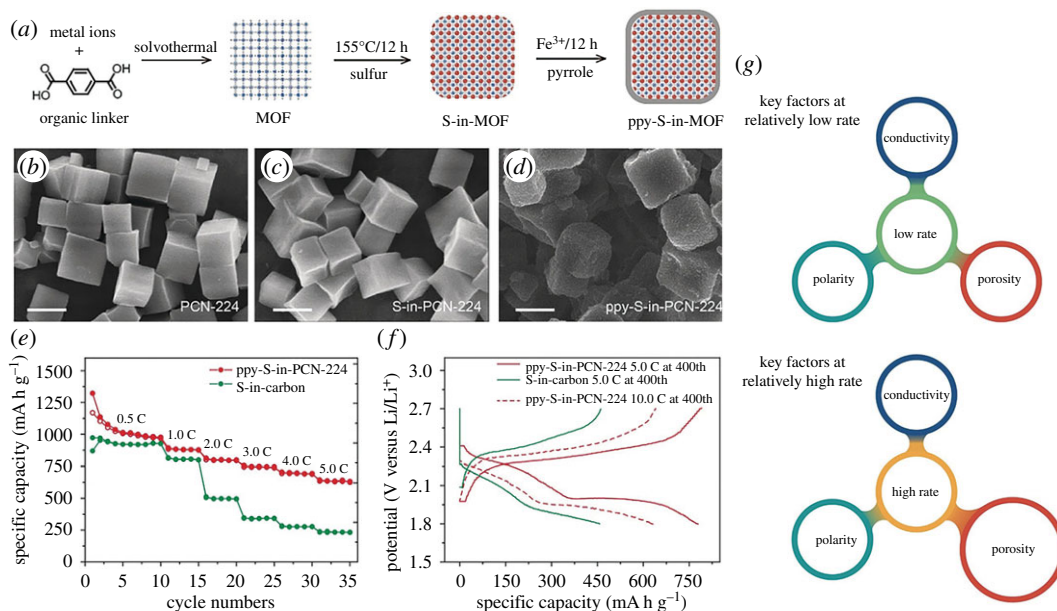 (a)
metal ions
+
OH
O
O
HO
organic linker
solvothermal
MOF
155°C/12 h
sulfur
S-in-MOF
Fe³⁺/12 h
pyrrole
ppy-S-in-MOF
(b)
PCN-224
(c)
S-in-PCN-224
(d)
ppy-S-in-PCN-224
(e)
specific capacity (mA h g⁻¹)
1500
1250
1000
750
500
250
0
ppy-S-in-PCN-224
S-in-carbon
0.5 C
1.0 C
2.0 C
3.0 C
4.0 C
5.0 C
0 5 10 15 20 25 30 35
cycle numbers
(f)
potential (V versus Li/Li⁺)
3.0
2.7
2.4
2.1
1.8
1.5
ppy-S-in-PCN-224 5.0 C at 400th
S-in-carbon 5.0 C at 400th
ppy-S-in-PCN-224 10.0 C at 400th
0 150 300 450 600 750
specific capacity (mA h g⁻¹)
(g)
key factors at
relatively low rate
conductivity
low rate
polarity
porosity
key factors at
relatively high rate
conductivity
high rate
polarity
porosity